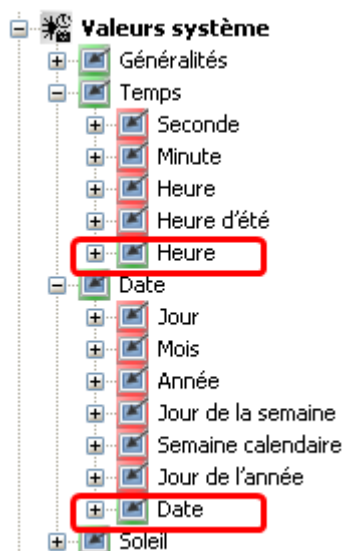 Valeurs système
Généralités
Temps
Seconde
Minute
Heure
Heure d'été
Heure
Date
Jour
Mois
Année
Jour de la semaine
Semaine calendaire
Jour de l'année
Date
Soleil